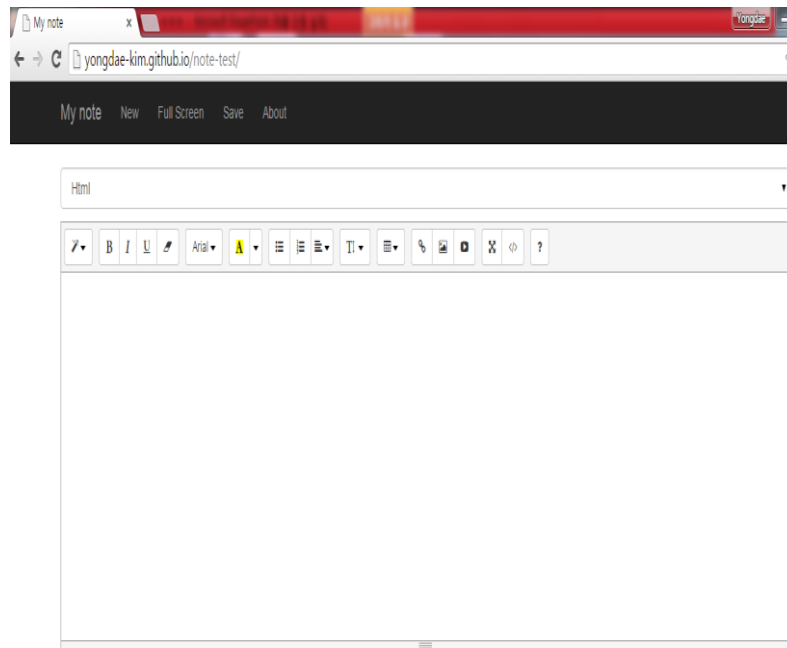 My note x
Yongdae
yongdae-kim.github.io/note-test/
My note New Full Screen Save About
Html
B I U Arial A T ?